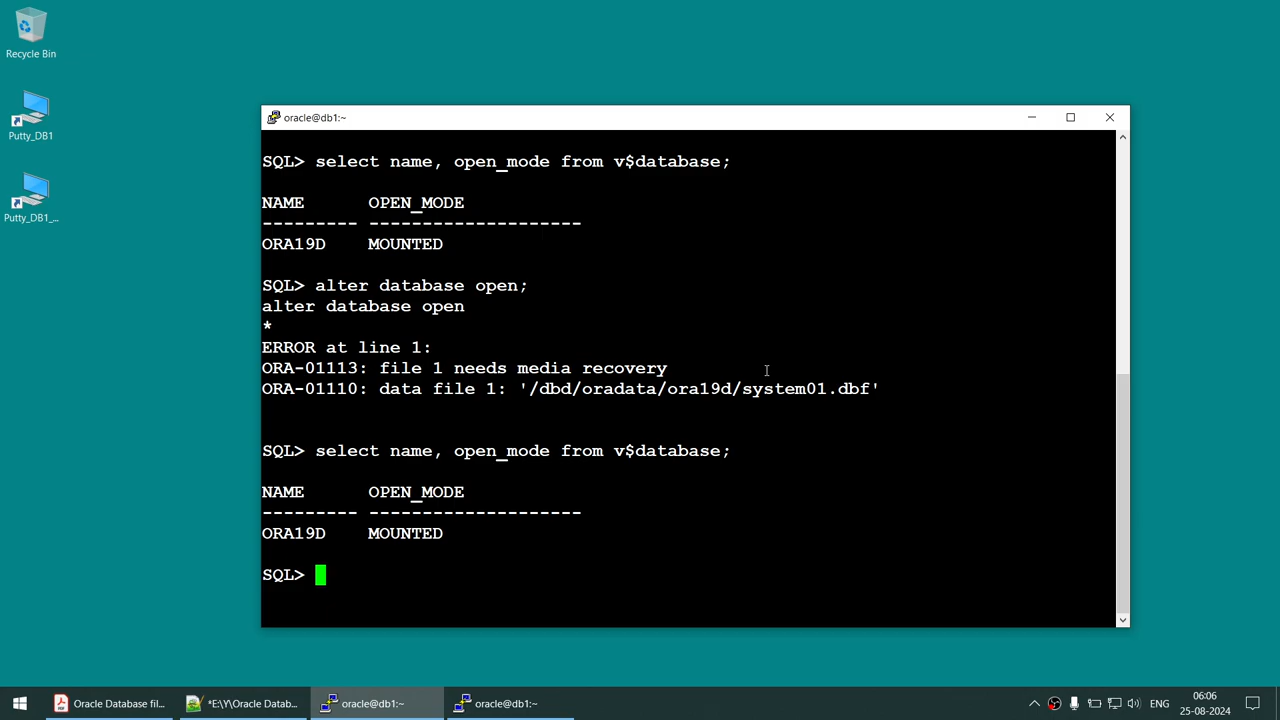 Recycle Bin
Putty_DB1
Putty_DB1_...
oracle@db1:~
SQL> select name, open_mode from v$database;
NAME OPEN_MODE
--------- --------------------
ORA19D MOUNTED
SQL> alter database open;
alter database open
*
ERROR at line 1:
ORA-01113: file 1 needs media recovery
ORA-01110: data file 1: '/dbd/oradata/ora19d/system01.dbf'
SQL> select name, open_mode from v$database;
NAME OPEN_MODE
--------- --------------------
ORA19D MOUNTED
SQL>
Oracle Database fil...
*E\Y\Oracle Datab...
oracle@db1:~
oracle@db1:~
ENG
06:06
25-08-2024